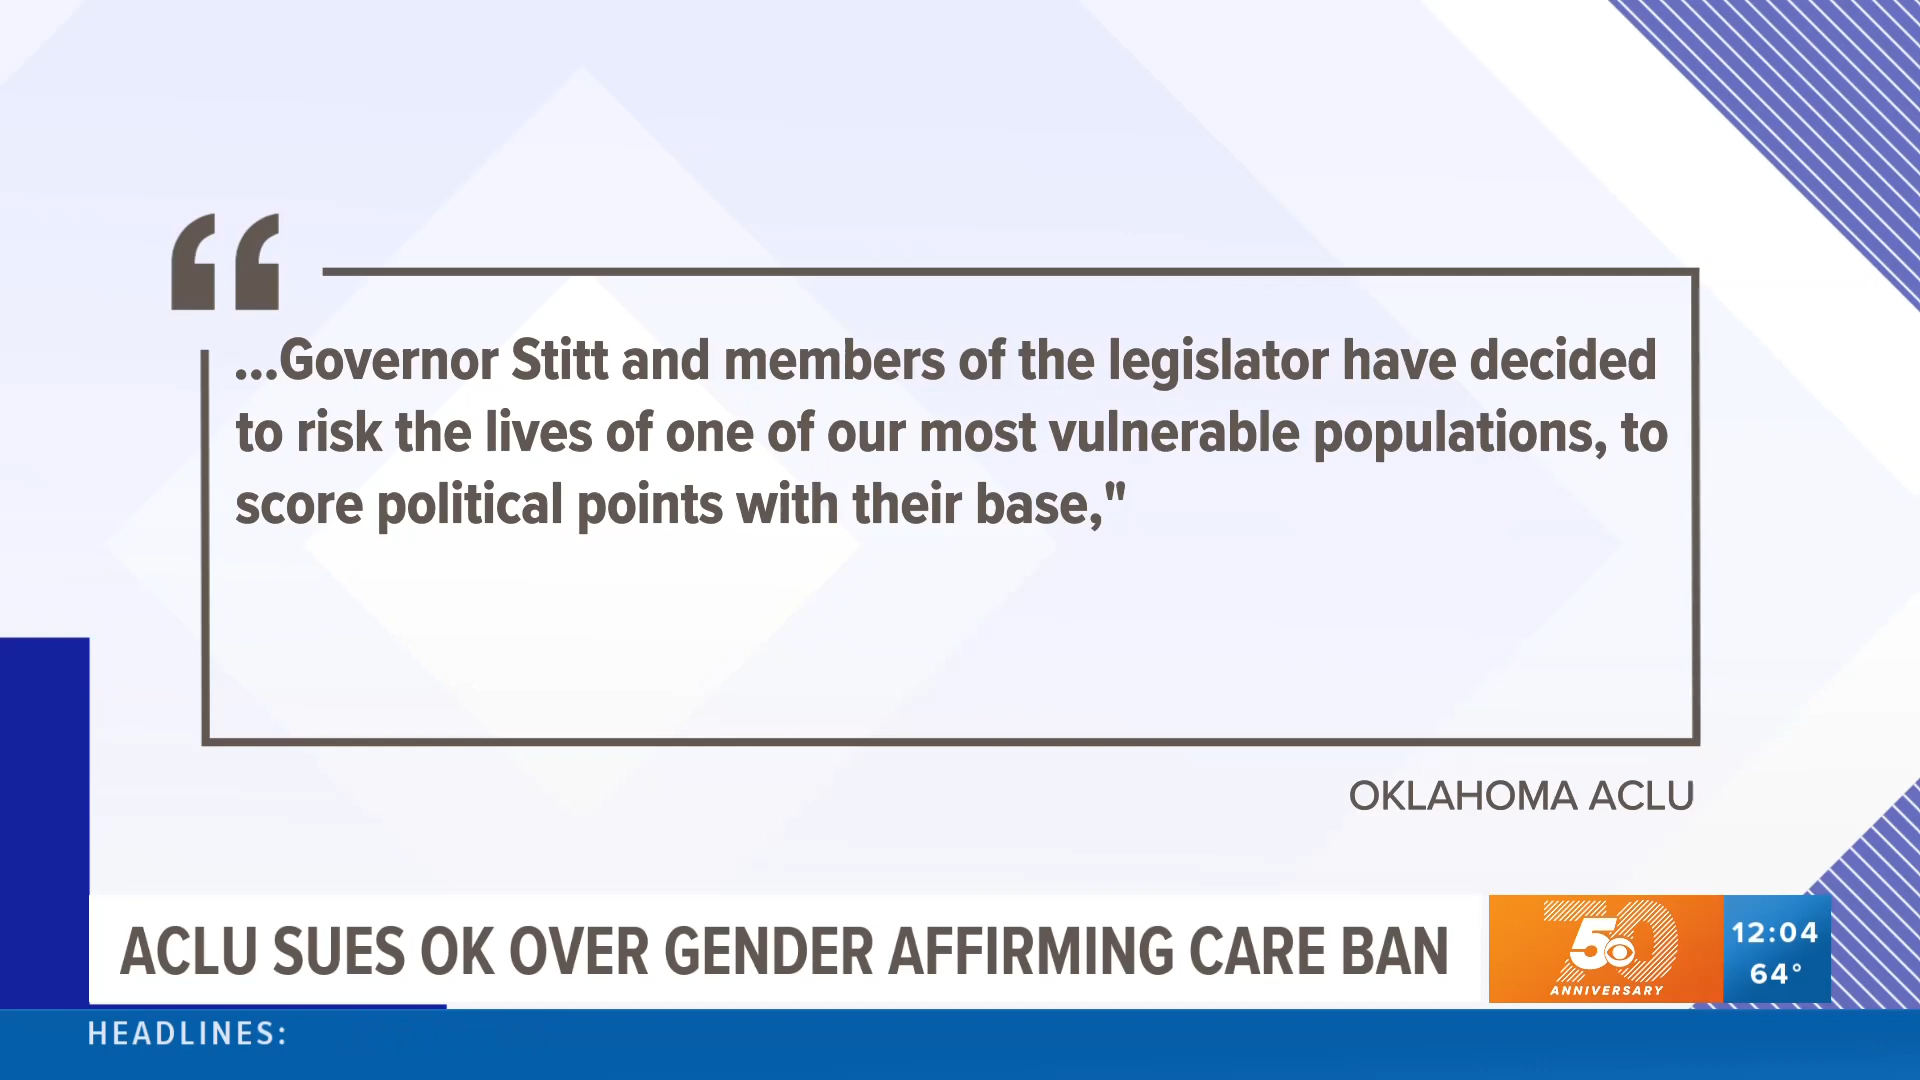 “
...Governor Stitt and members of the legislator have decided
to risk the lives of one of our most vulnerable populations, to
score political points with their base,"
OKLAHOMA ACLU
ACLU SUES OK OVER GENDER AFFIRMING CARE BAN
70
5
ANNIVERSARY
12:04
64°
HEADLINES: